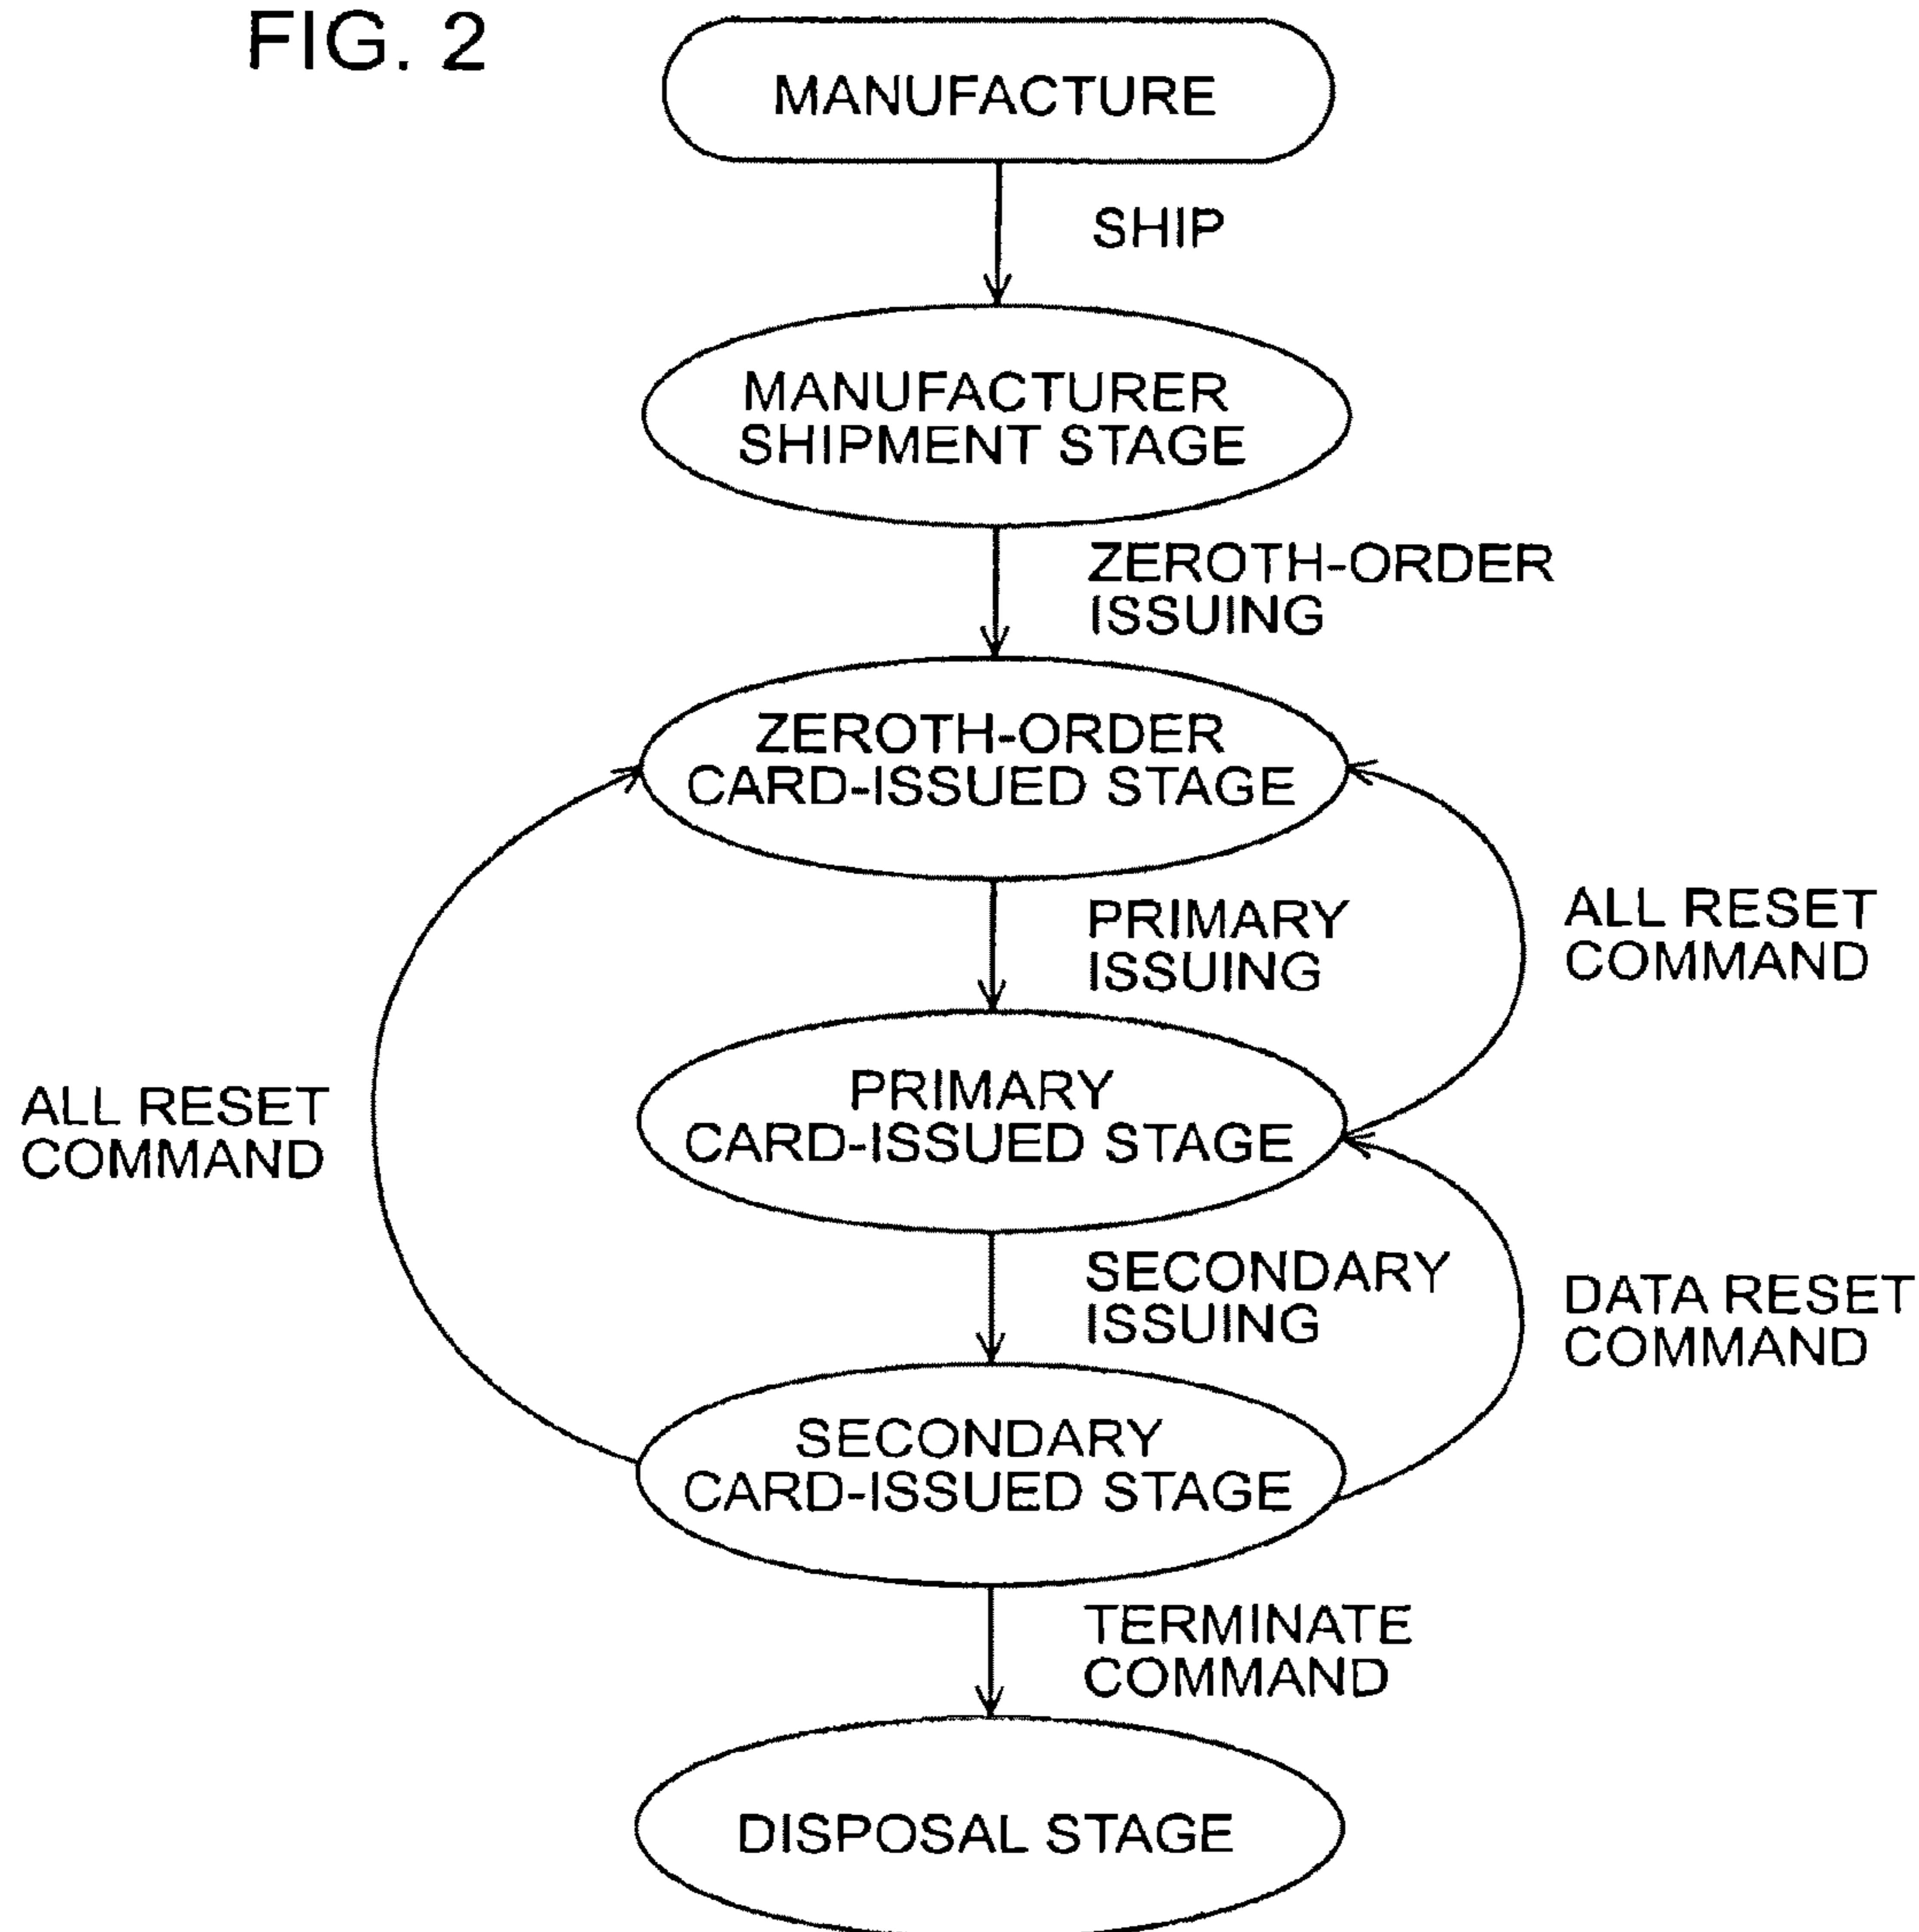 FIG. 2
MANUFACTURE
SHIP
MANUFACTURER
SHIPMENT STAGE
ZEROTH-ORDER
ISSUING
ZEROTH-ORDER
CARD-ISSUED STAGE
PRIMARY
ISSUING
ALL RESET
COMMAND
PRIMARY
CARD-ISSUED STAGE
ALL RESET
COMMAND
SECONDARY
ISSUING
DATA RESET
COMMAND
SECONDARY
CARD-ISSUED STAGE
TERMINATE
COMMAND
DISPOSAL STAGE